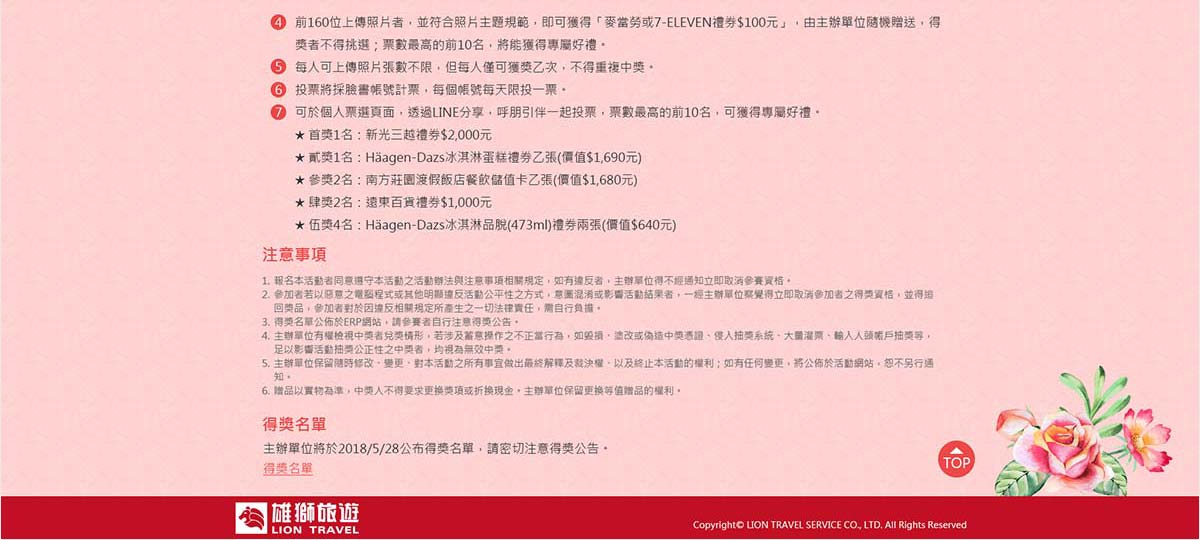 4 前160位上傳照片者，並符合照片主題規範，即可獲得「麥當勞或7-ELEVEN禮券$100元」，由主辦單位隨機贈送，得
獎者不得挑選；票數最高的前10名，將能獲得專屬好禮。
5 每人可上傳照片張數不限，但每人僅可獲獎乙次，不得重複中獎。
6 投票將採臉書帳號計票，每個帳號每天限投一票。
7 可於個人票選頁面，透過LINE分享，呼朋引伴一起投票，票數最高的前10名，可獲得專屬好禮。
★ 首獎1名：新光三越禮券$2,000元
★ 貳獎1名：Häagen-Dazs冰淇淋蛋糕禮券乙張(價值$1,690元)
★ 參獎2名：南方莊園渡假飯店餐飲儲值卡乙張(價值$1,680元)
★ 肆獎2名：遠東百貨禮券$1,000元
★ 伍獎4名：Häagen-Dazs冰淇淋品脫(473ml)禮券兩張(價值$640元)
注意事項
1. 報名本活動者同意遵守本活動之活動辦法與注意事項相關規定，如有違反者，主辦單位得不經通知立即取消參賽資格。
2. 參加者若以惡意之電腦程式或其他明顯違反活動公平性之方式，意圖混淆或影響活動結果者，一經主辦單位察覺得立即取消參加者之得獎資格，並得追
回獎品，參加者對於因違反相關規定所產生之一切法律責任，需自行負擔。
3. 得獎名單公佈於ERP網站，請參賽者自行注意得獎公告。
4. 主辦單位有權檢視中獎者兌獎情形，若涉及蓄意操作之不正當行為，如毀損、塗改或偽造中獎憑證、侵入抽獎系統、大量灌票、輸入人頭帳戶抽獎等，
足以影響活動抽獎公正性之中獎者，均視為無效中獎。
5. 主辦單位保留隨時修改、變更、對本活動之所有事宜做出最終解釋及裁決權、以及終止本活動的權利；如有任何變更，將公佈於活動網站，恕不另行通
知。
6. 贈品以實物為準，中獎人不得要求更換獎項或折換現金。主辦單位保留更換等值贈品的權利。
得獎名單
主辦單位將於2018/5/28公布得獎名單，請密切注意得獎公告。
得獎名單
TOP
雄獅旅遊
LION TRAVEL
Copyright© LION TRAVEL SERVICE CO., LTD. All Rights Reserved